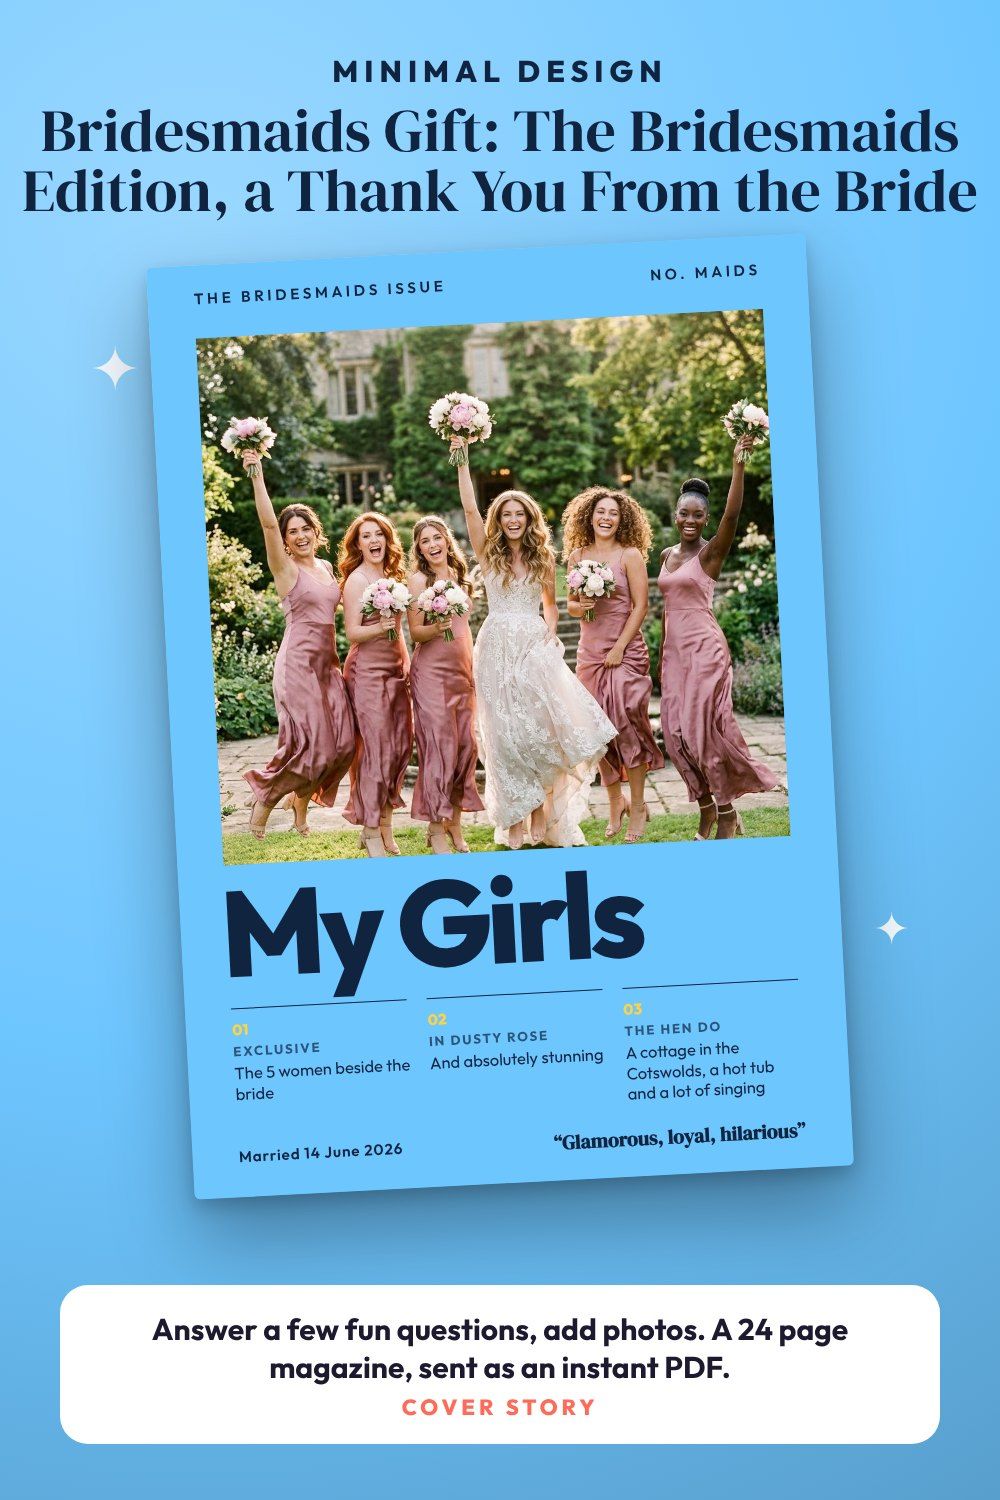 MINIMAL DESIGN
Bridesmaids Gift: The Bridesmaids
Edition, a Thank You From the Bride
THE BRIDESMAIDS ISSUE
NO. MAIDS
My Girls
01
EXCLUSIVE
The 5 women beside the
bride
02
IN DUSTY ROSE
And absolutely stunning
03
THE HEN DO
A cottage in the
Cotswolds, a hot tub
and a lot of singing
Married 14 June 2026
“Glamorous, loyal, hilarious”
Answer a few fun questions, add photos. A 24 page
magazine, sent as an instant PDF.
COVER STORY